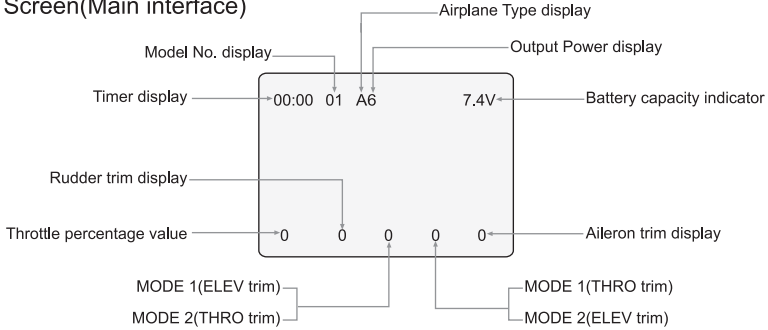 Screen(Main interface)
Airplane Type display
Model No. display
Output Power display
Timer display
00:00 01 A6 7.4V
Battery capacity indicator
Rudder trim display
Throttle percentage value
0 0 0 0 0
Aileron trim display
MODE 1(ELEV trim)
MODE 2(THRO trim)
MODE 1(THRO trim)
MODE 2(ELEV trim)